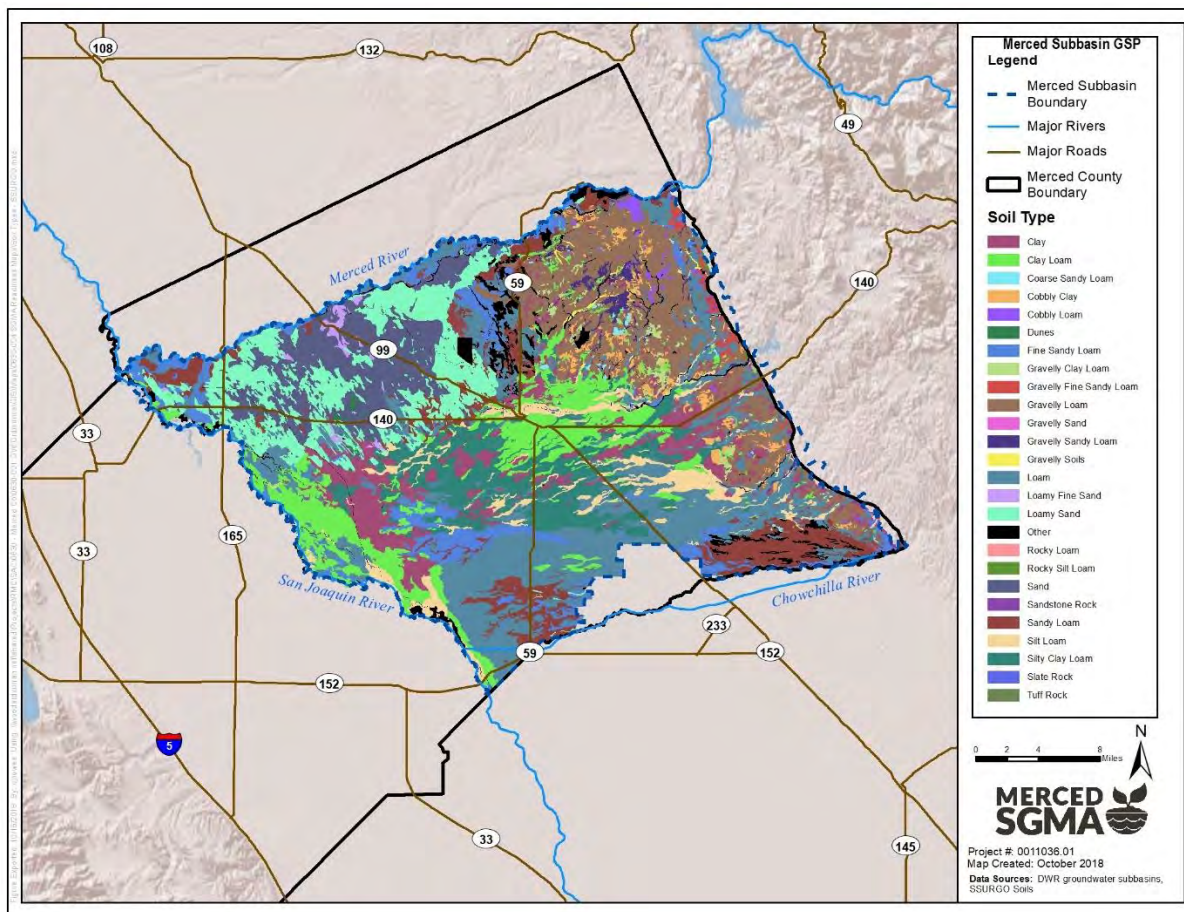 108
132
49
Merced River
59
140
99
140
33
33
165
San Joaquin River
Chowchilla River
233
59
152
152
5
33
145
Merced Subbasin GSP
Legend
Merced Subbasin
Boundary
Major Rivers
Major Roads
Merced County
Boundary
Soil Type
Clay
Clay Loam
Coarse Sandy Loam
Cobbly Clay
Cobbly Loam
Dunes
Fine Sandy Loam
Gravelly Clay Loam
Gravelly Fine Sandy Loam
Gravelly Loam
Gravelly Sand
Gravelly Sandy Loam
Gravelly Soils
Loam
Loamy Fine Sand
Loamy Sand
Other
Rocky Loam
Rocky Silt Loam
Sand
Sandstone Rock
Sandy Loam
Silt Loam
Silty Clay Loam
Slate Rock
Tuff Rock
N
0 2 4 8
Miles
MERCED
SGMA
Project #: 0011036.01
Map Created: October 2018
Data Sources: DWR groundwater subbasins,
SSURGO Soils